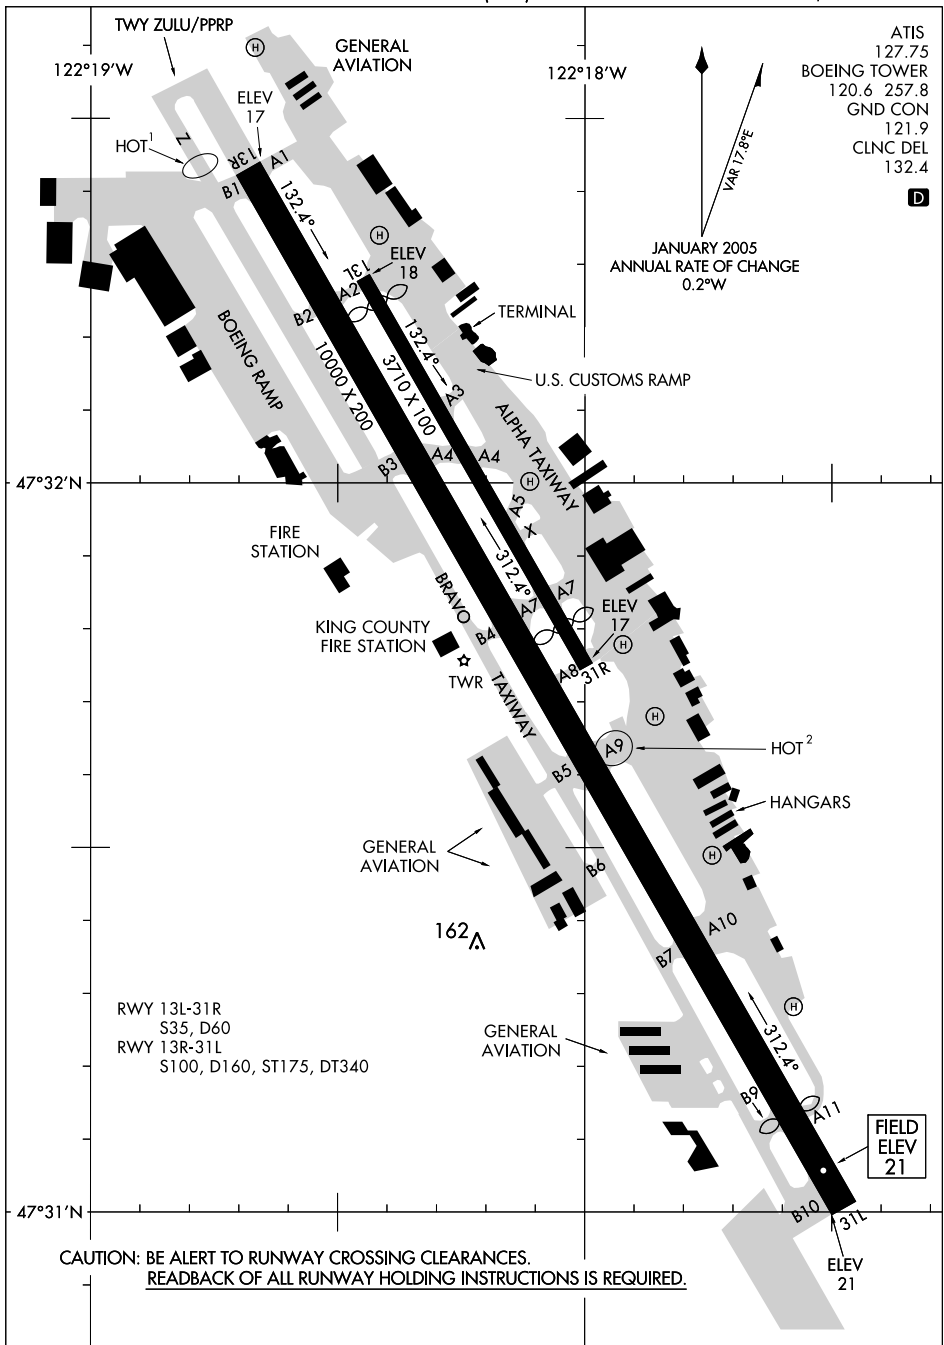 TWY ZULU/PPRP
H
GENERAL
AVIATION
122°19'W
122°18'W
ATIS
127.75
BOEING TOWER
120.6 257.8
GND CON
121.9
CLNC DEL
132.4
D
VAR 17.8°E
JANUARY 2005
ANNUAL RATE OF CHANGE
0.2°W
ELEV
17
HOT 1
Z
13R
A1
B1
132.4°
H
ELEV
18
13L
A2
B2
TERMINAL
U.S. CUSTOMS RAMP
BOEING RAMP
10000 X 200
3710 X 100
132.4°
A3
ALPHA TAXIWAY
B3
A4
A4
47°32'N
H
A5
X
FIRE
STATION
312.4°
BRAVO
TAXIWAY
A7
A7
B4
ELEV
17
H
KING COUNTY
FIRE STATION
TWR
A8
31R
H
A9
HOT 2
B5
HANGARS
GENERAL
AVIATION
H
B6
162
A10
B7
RWY 13L-31R
S35, D60
RWY 13R-31L
S100, D160, ST175, DT340
GENERAL
AVIATION
H
312.4°
B9
A11
FIELD
ELEV
21
47°31'N
B10
31L
ELEV
21
CAUTION: BE ALERT TO RUNWAY CROSSING CLEARANCES.
READBACK OF ALL RUNWAY HOLDING INSTRUCTIONS IS REQUIRED.